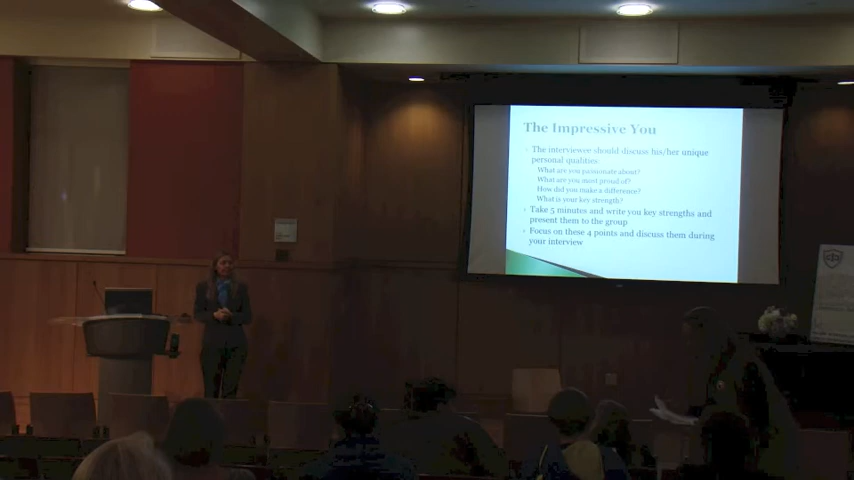 The Impressive You
The interviewee should discuss his/her unique
personal qualities:
What are you passionate about?
What are you most proud of?
How did you make a difference?
What is your key strength?
Take 5 minutes and write you key strengths and
present them to the group
Focus on these 4 points and discuss them during
your interview